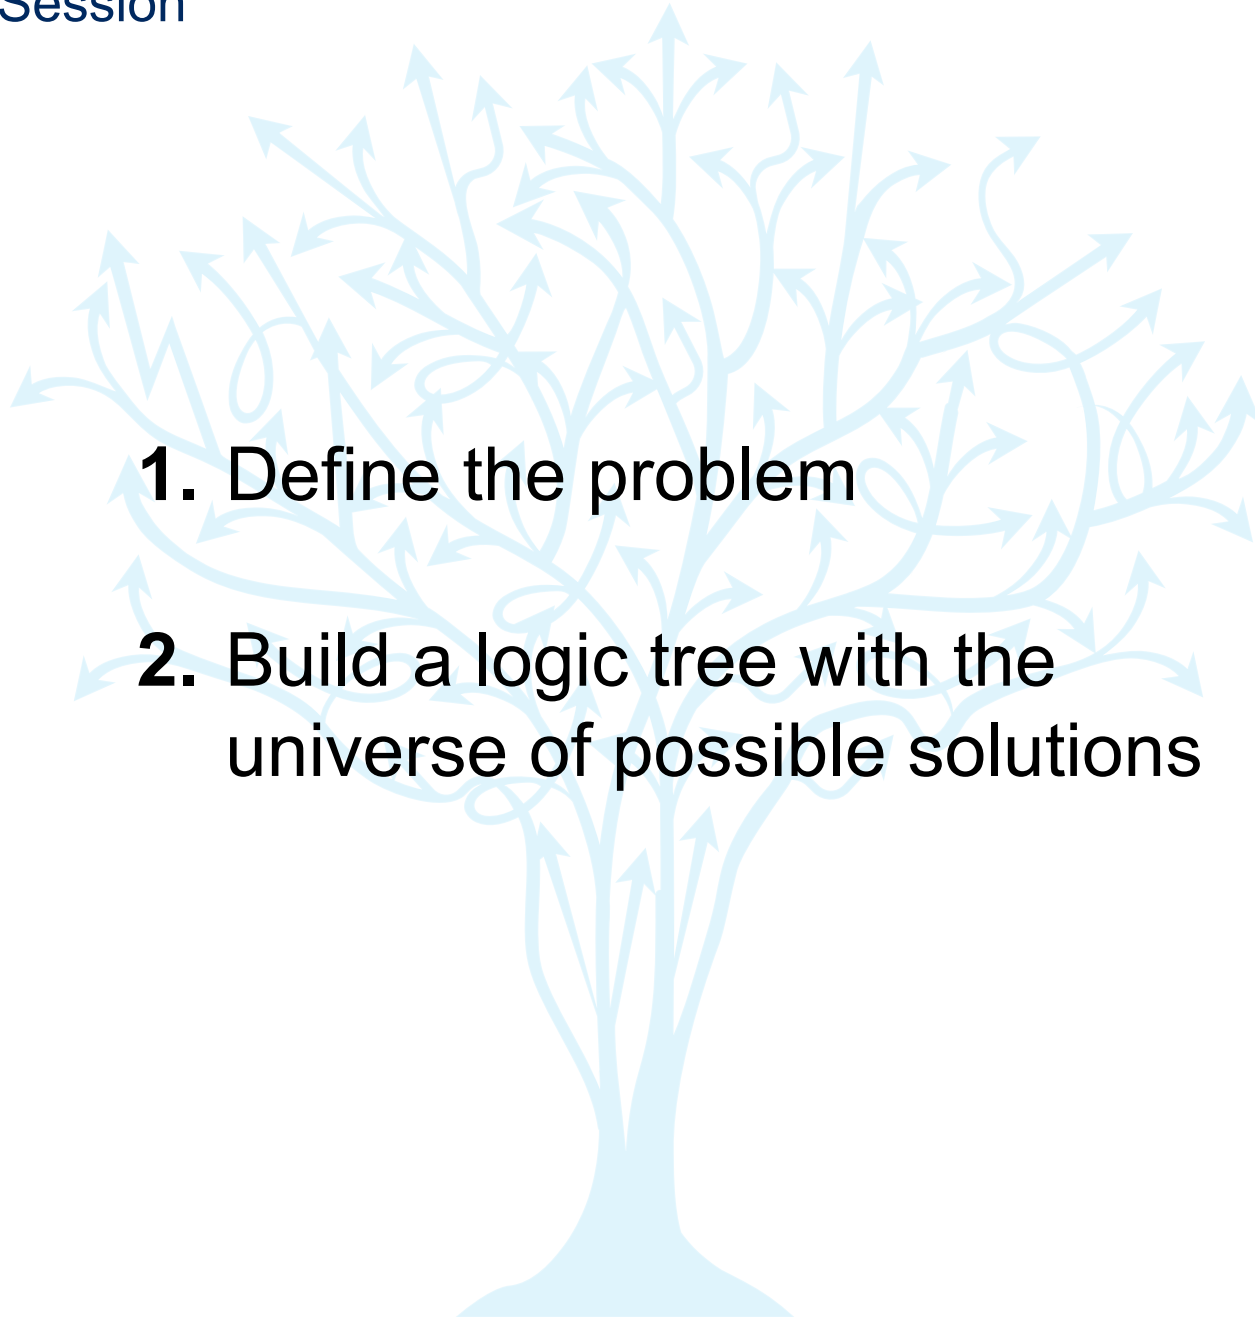 Session
1. Define the problem
2. Build a logic tree with the
universe of possible solutions